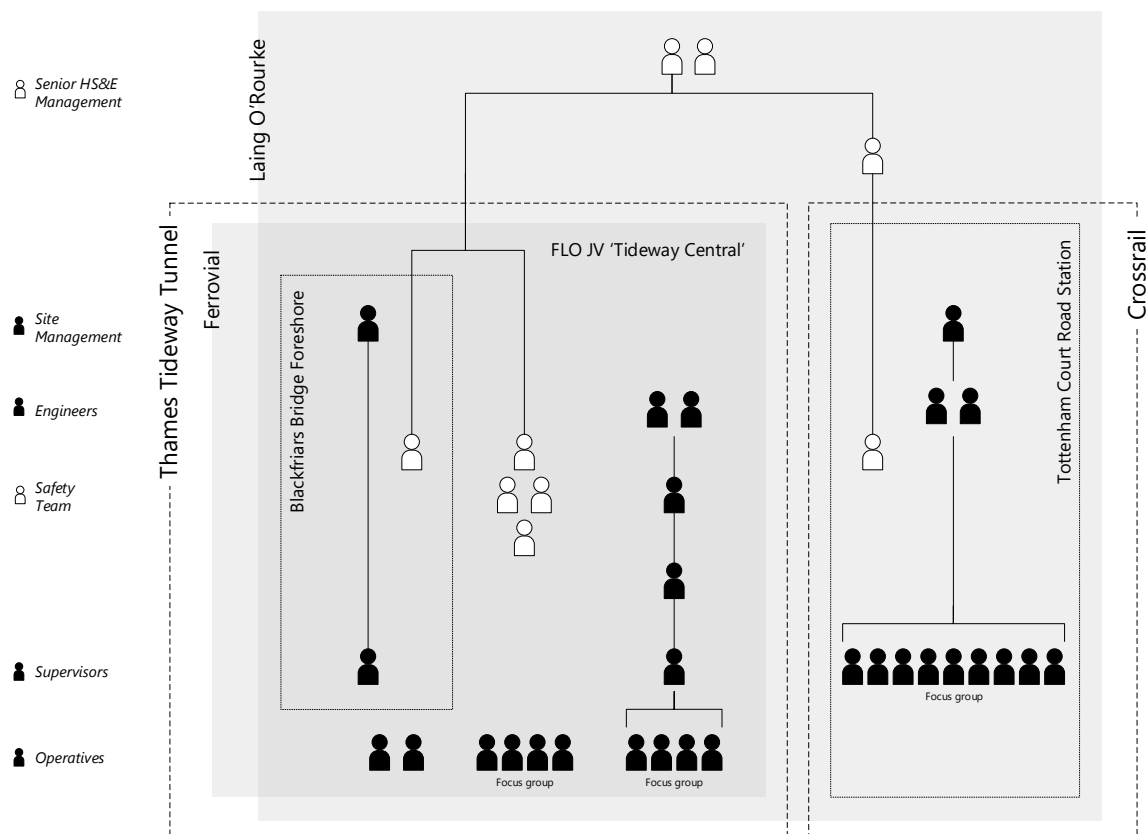 Senior HS&E
Management
Laing O'Rourke
Thames Tideway Tunnel
Ferrovial
FLO JV 'Tideway Central'
Blackfriars Bridge Foreshore
Tottenham Court Road Station
Crossrail
Site
Management
Engineers
Safety
Team
Supervisors
Focus group
Operatives
Focus group
Focus group